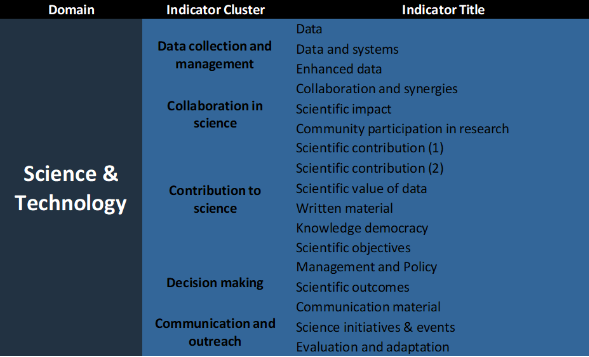 Domain Indicator Cluster Indicator Title
Science &
Technology
Data collection and
management
Data
Data and systems
Enhanced data
Collaboration in
science
Collaboration and synergies
Scientific impact
Community participation in research
Contribution to
science
Scientific contribution (1)
Scientific contribution (2)
Scientific value of data
Written material
Knowledge democracy
Scientific objectives
Decision making
Management and Policy
Scientific outcomes
Communication and
outreach
Communication material
Science initiatives & events
Evaluation and adaptation